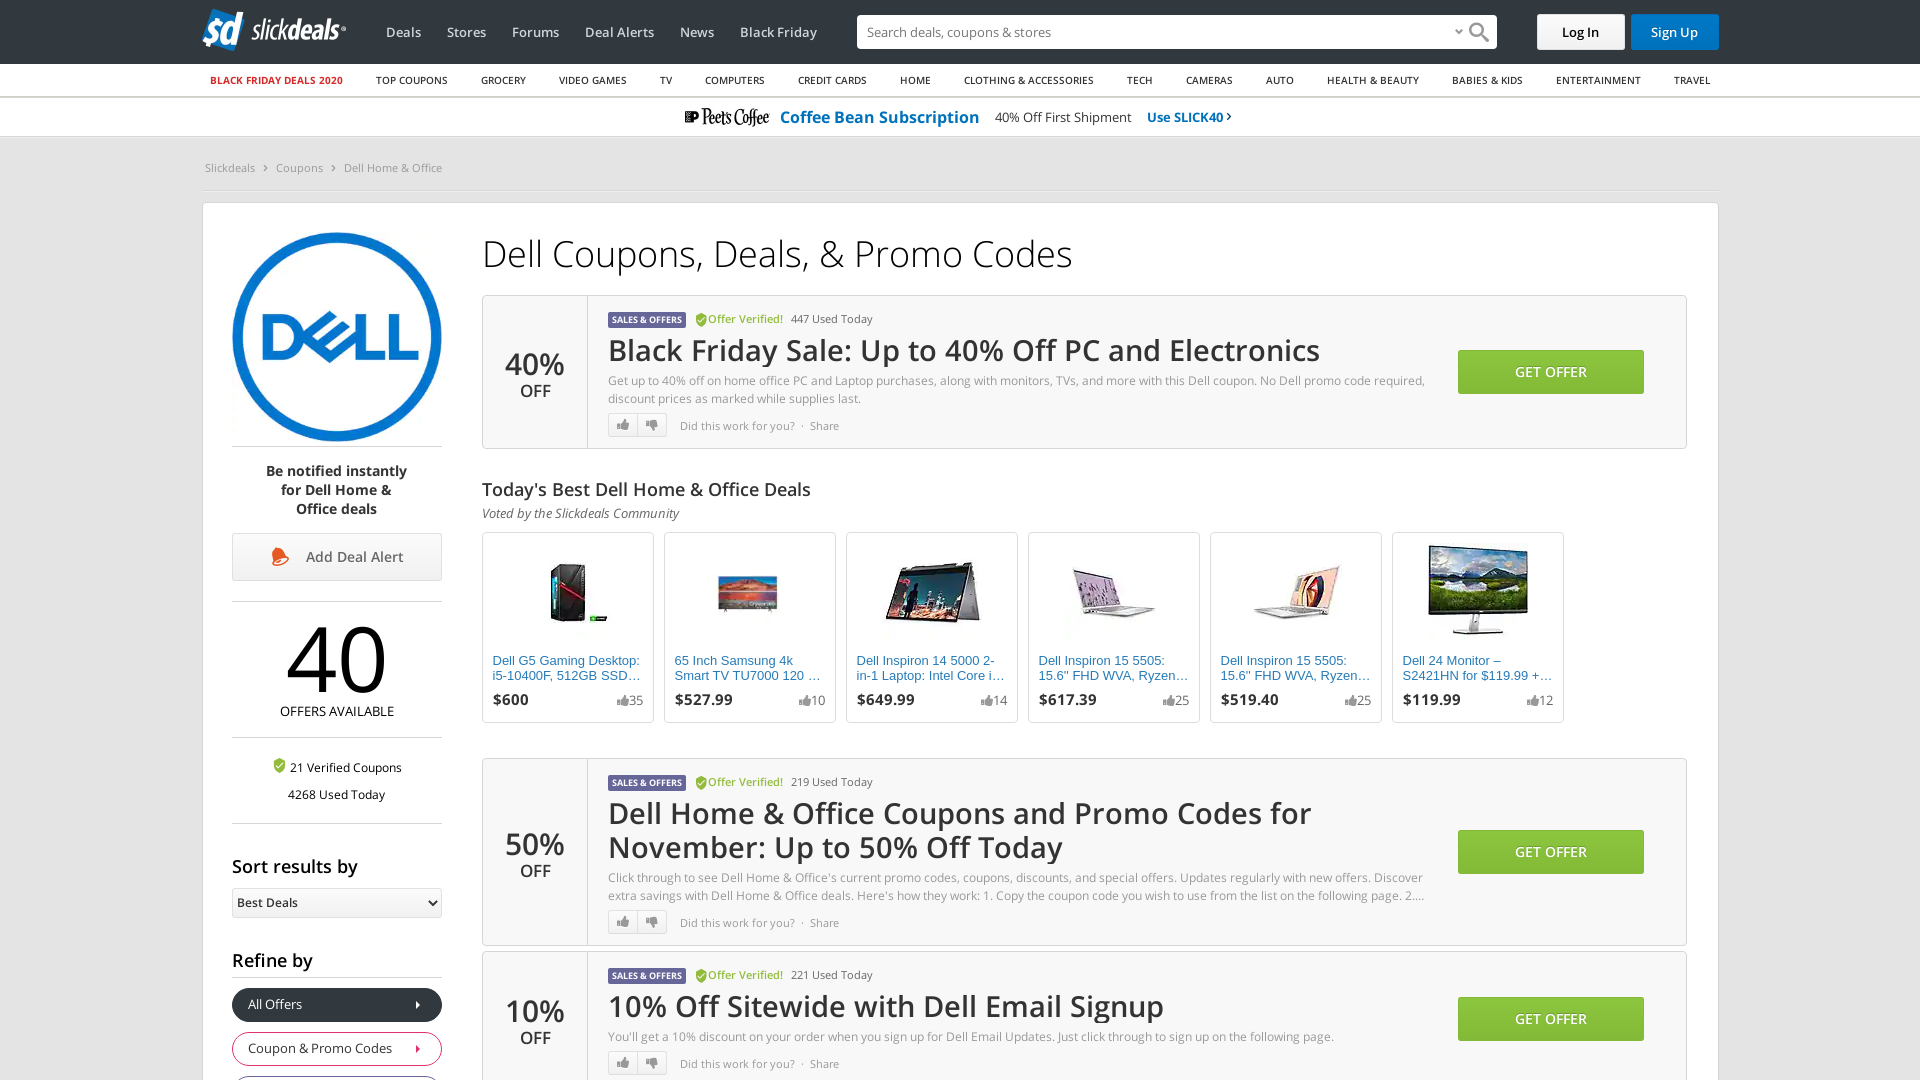 sd slickdeals®
Deals Stores Forums Deal Alerts News Black Friday
Search deals, coupons & stores
Log In
Sign Up
BLACK FRIDAY DEALS 2020 TOP COUPONS GROCERY VIDEO GAMES TV COMPUTERS CREDIT CARDS HOME CLOTHING & ACCESSORIES TECH CAMERAS AUTO HEALTH & BEAUTY BABIES & KIDS ENTERTAINMENT TRAVEL
Peet's Coffee Coffee Bean Subscription 40% Off First Shipment Use SLICK40
Slickdeals > Coupons > Dell Home & Office
DELL
Be notified instantly
for Dell Home &
Office deals
Add Deal Alert
40
OFFERS AVAILABLE
21 Verified Coupons
4268 Used Today
Sort results by
Best Deals
Refine by
All Offers
Coupon & Promo Codes
Dell Coupons, Deals, & Promo Codes
40%
OFF
SALES & OFFERS Offer Verified! 447 Used Today
Black Friday Sale: Up to 40% Off PC and Electronics
Get up to 40% off on home office PC and Laptop purchases, along with monitors, TVs, and more with this Dell coupon. No Dell promo code required,
discount prices as marked while supplies last.
Did this work for you? · Share
GET OFFER
Today's Best Dell Home & Office Deals
Voted by the Slickdeals Community
Dell G5 Gaming Desktop:
i5-10400F, 512GB SSD…
$600 35
65 Inch Samsung 4k
Smart TV TU7000 120 …
$527.99 10
Dell Inspiron 14 5000 2-
in-1 Laptop: Intel Core i…
$649.99 14
Dell Inspiron 15 5505:
15.6" FHD WVA, Ryzen…
$617.39 25
Dell Inspiron 15 5505:
15.6" FHD WVA, Ryzen…
$519.40 25
Dell 24 Monitor –
S2421HN for $119.99 +…
$119.99 12
50%
OFF
SALES & OFFERS Offer Verified! 219 Used Today
Dell Home & Office Coupons and Promo Codes for
November: Up to 50% Off Today
Click through to see Dell Home & Office's current promo codes, coupons, discounts, and special offers. Updates regularly with new offers. Discover
extra savings with Dell Home & Office deals. Here's how they work: 1. Copy the coupon code you wish to use from the list on the following page. 2....
Did this work for you? · Share
GET OFFER
10%
OFF
SALES & OFFERS Offer Verified! 221 Used Today
10% Off Sitewide with Dell Email Signup
You'll get a 10% discount on your order when you sign up for Dell Email Updates. Just click through to sign up on the following page.
Did this work for you? · Share
GET OFFER